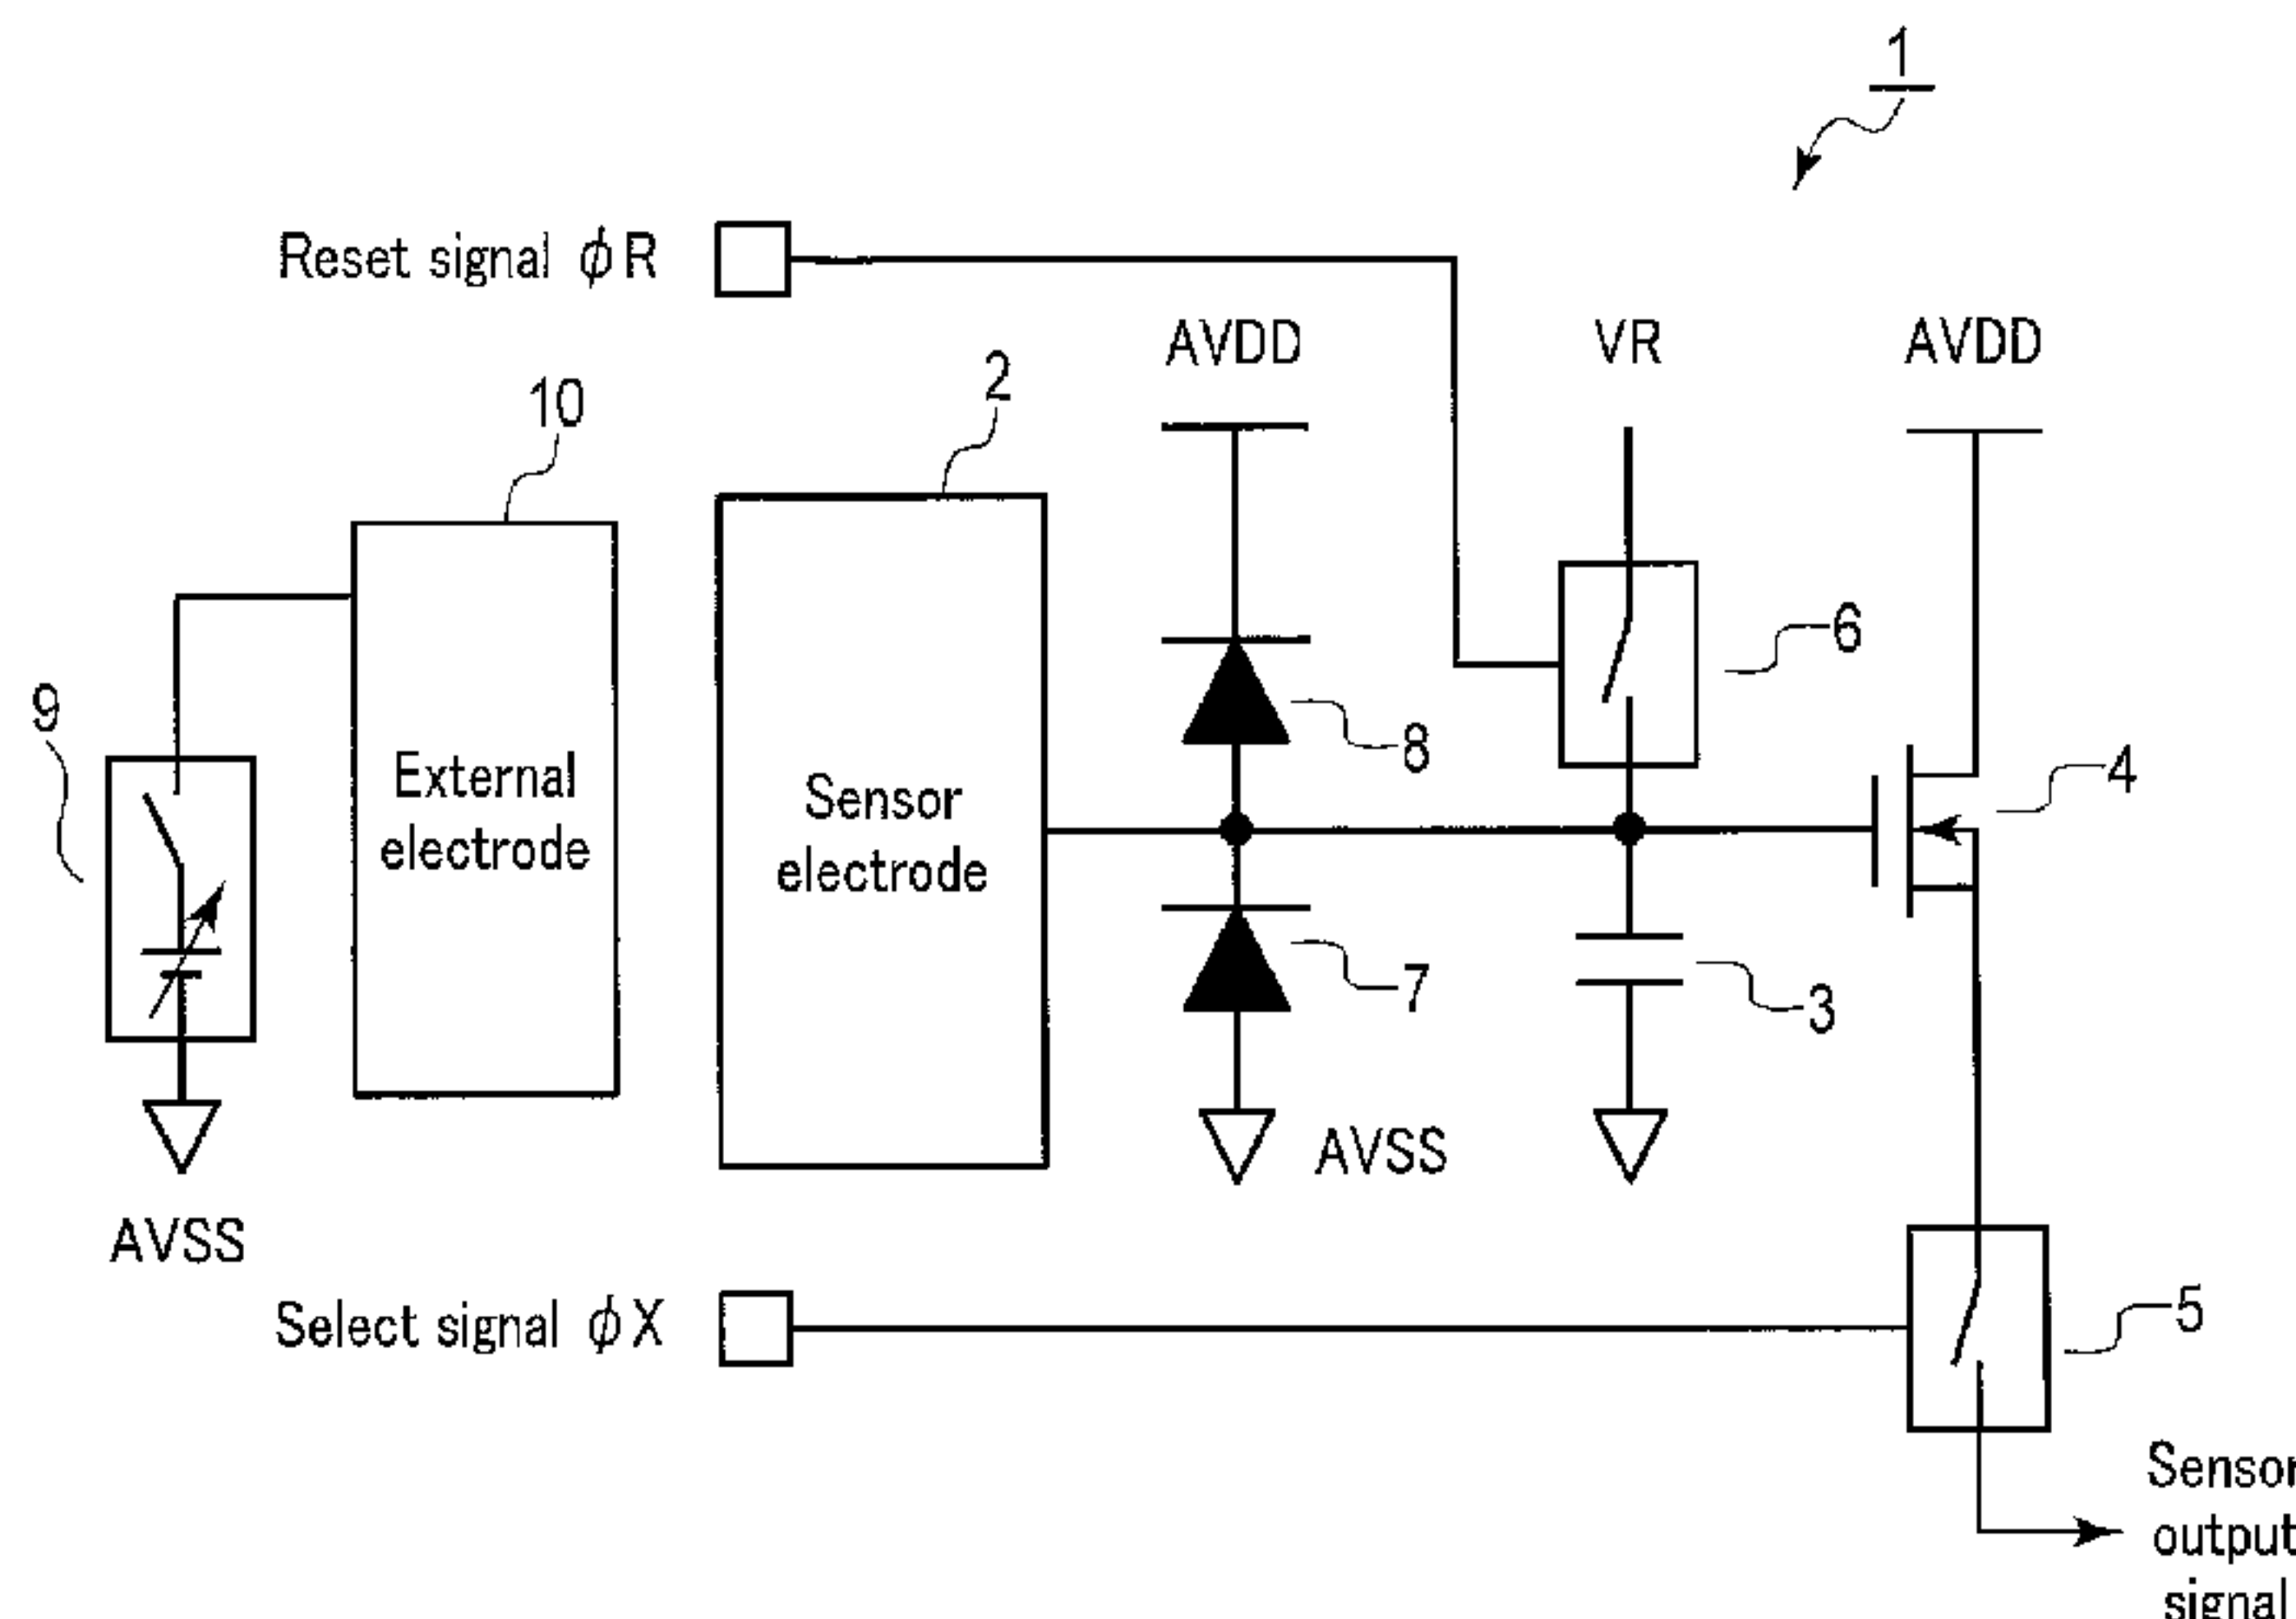 1
Reset signal ϕR
AVDD
VR
AVDD
10
2
6
9
8
4
External
electrode
Sensor
electrode
7
3
AVSS
AVSS
Select signal ϕX
5
Sensor
output
signal